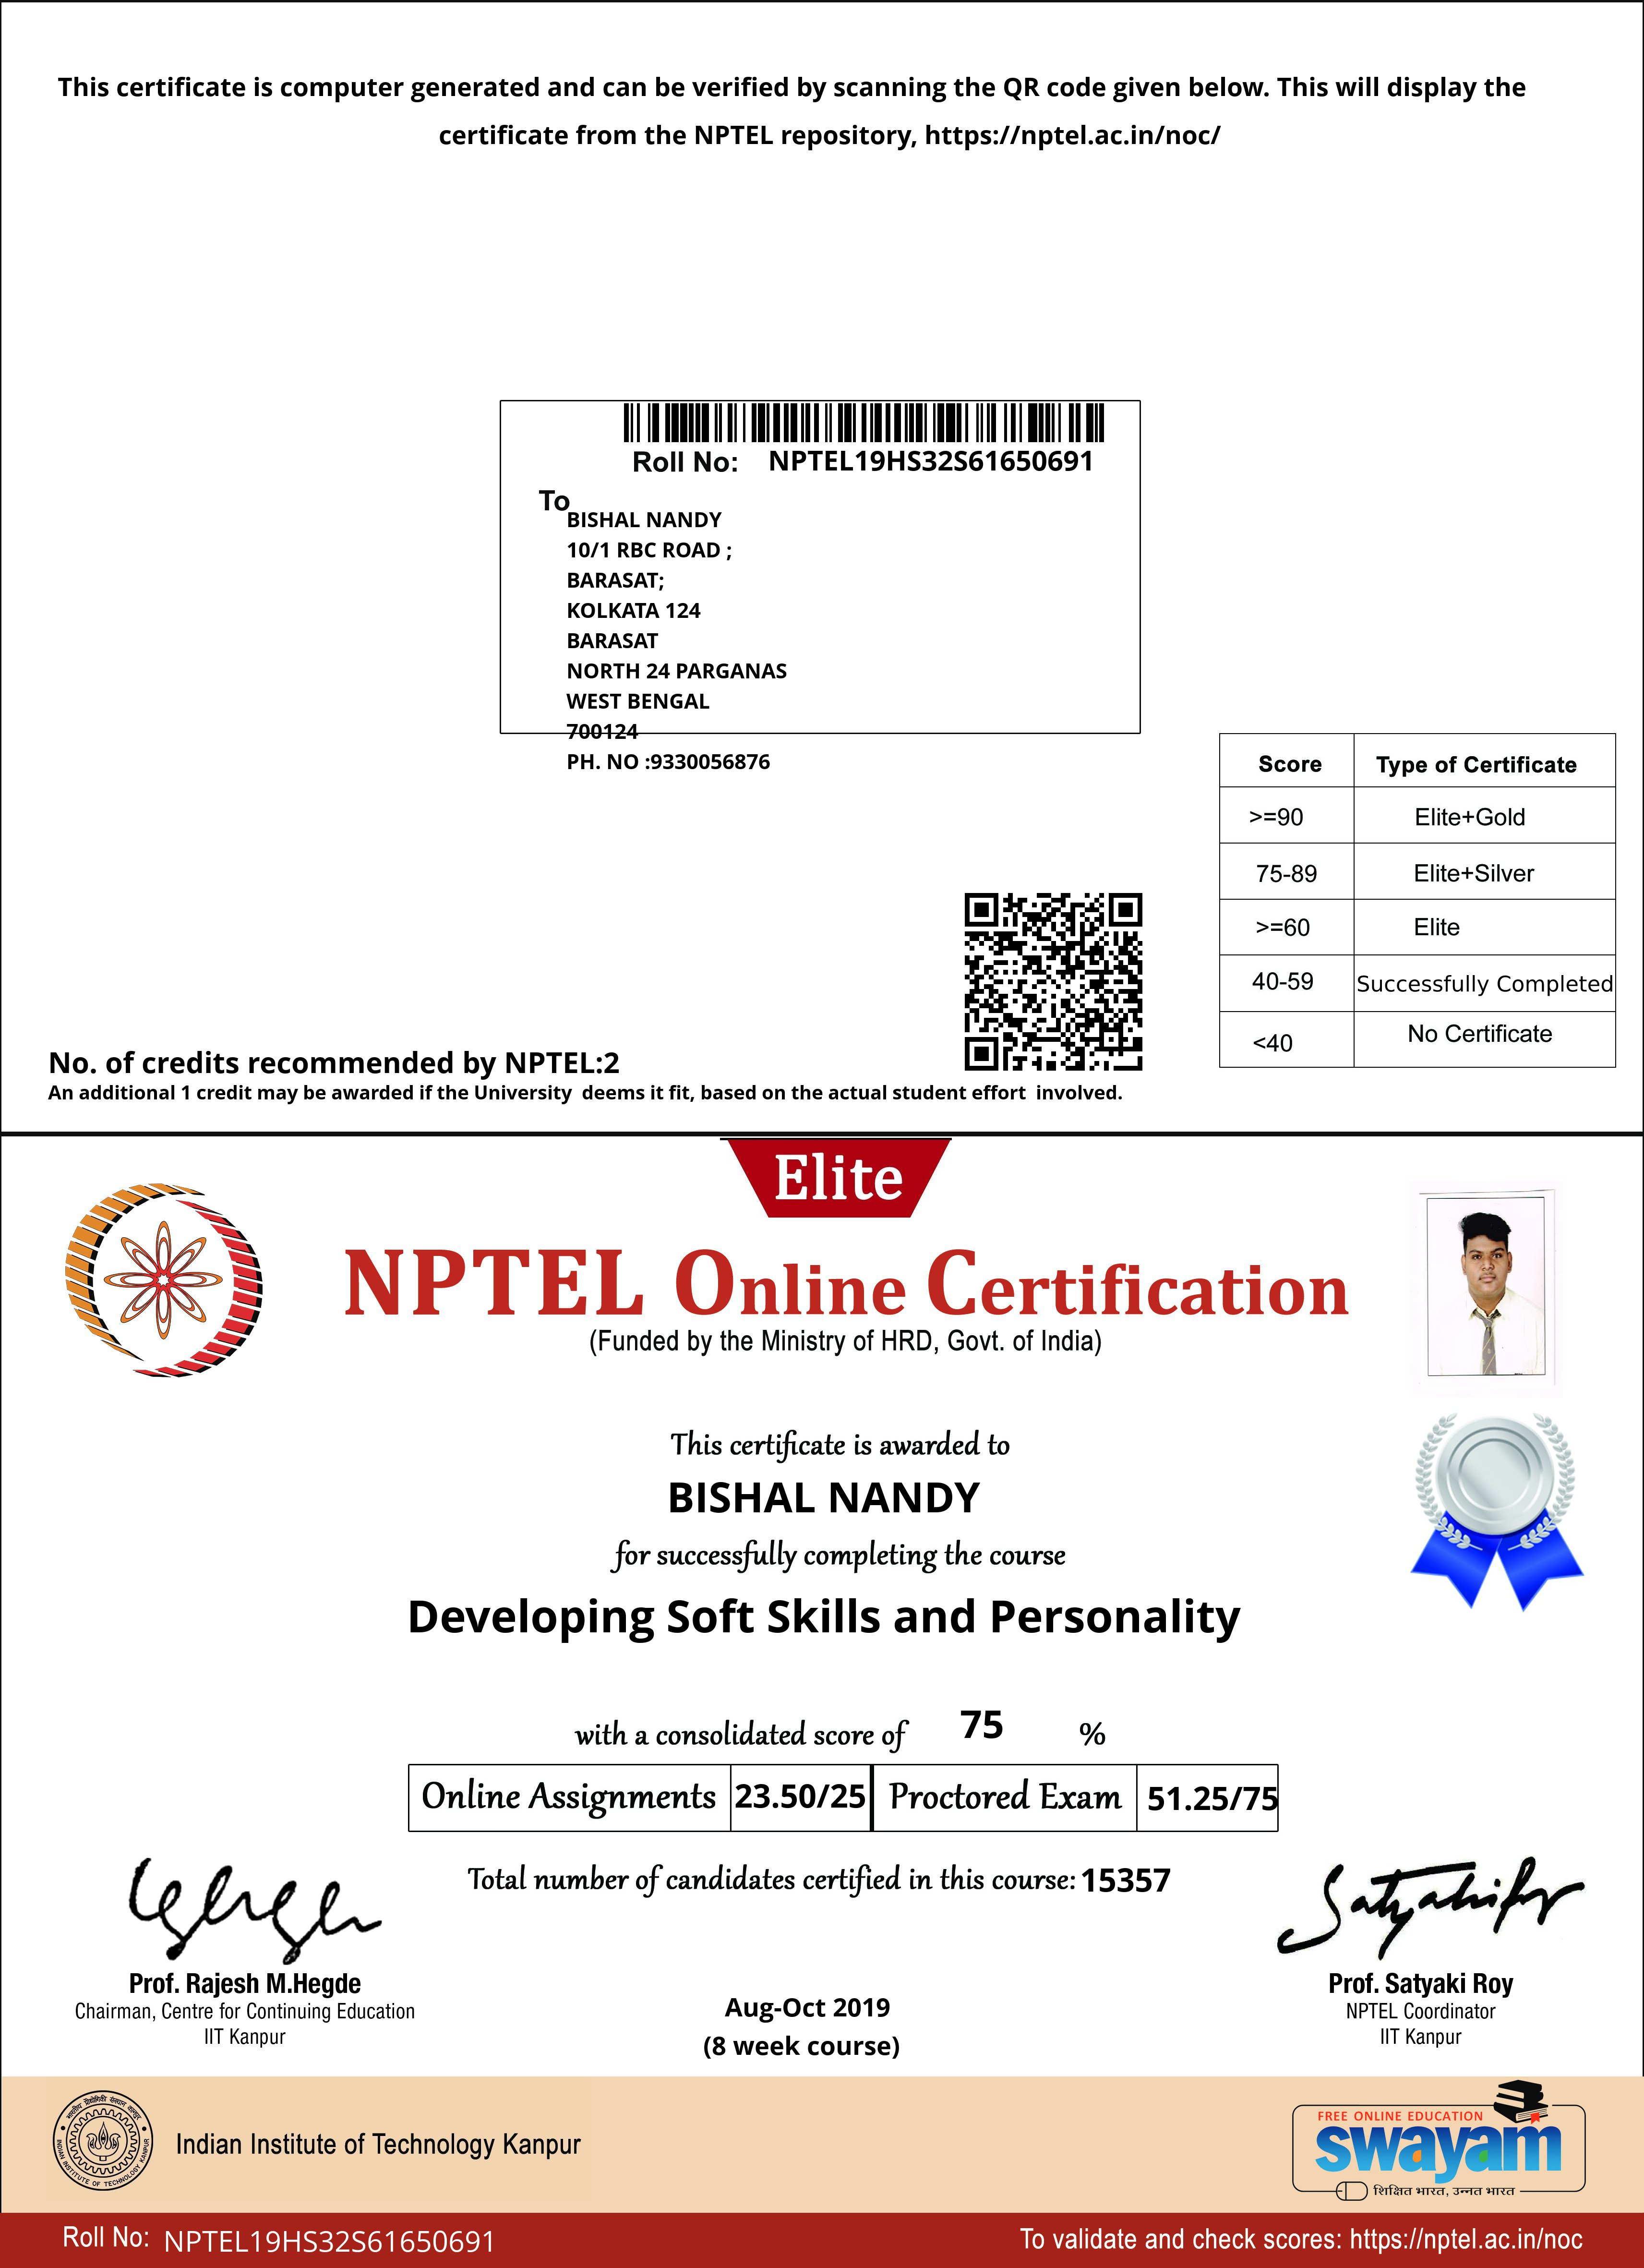 This certificate is computer generated and can be verified by scanning the QR code given below. This will display the
certificate from the NPTEL repository, https://nptel.ac.in/noc/
Roll No: NPTEL19HS32S61650691
To
BISHAL NANDY
10/1 RBC ROAD ;
BARASAT;
KOLKATA 124
BARASAT
NORTH 24 PARGANAS
WEST BENGAL
700124
PH. NO :9330056876
Score Type of Certificate
>=90 Elite+Gold
75-89 Elite+Silver
>=60 Elite
40-59 Successfully Completed
<40 No Certificate
No. of credits recommended by NPTEL:2
An additional 1 credit may be awarded if the University deems it fit, based on the actual student effort involved.
Elite
NPTEL Online Certification
(Funded by the Ministry of HRD, Govt. of India)
This certificate is awarded to
BISHAL NANDY
for successfully completing the course
Developing Soft Skills and Personality
with a consolidated score of 75 %
Online Assignments 23.50/25 Proctored Exam 51.25/75
Total number of candidates certified in this course: 15357
Prof. Rajesh M.Hegde
Chairman, Centre for Continuing Education
IIT Kanpur
Aug-Oct 2019
(8 week course)
Prof. Satyaki Roy
NPTEL Coordinator
IIT Kanpur
INDIAN INSTITUTE OF TECHNOLOGY KANPUR
Indian Institute of Technology Kanpur
FREE ONLINE EDUCATION
swayam
शिक्षित भारत, उन्नत भारत
Roll No: NPTEL19HS32S61650691
To validate and check scores: https://nptel.ac.in/noc